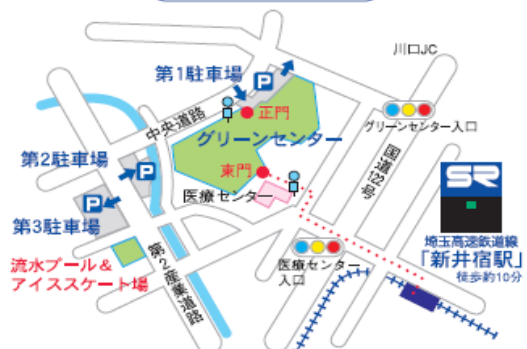 川口JC
第1駐車場
P
正門
中央道路
グリーンセンター
グリーンセンター入口
国道122号
第2駐車場
P
東門
医療センター
SR
P
第3駐車場
埼玉高速鉄道線
「新井宿駅」
徒歩約10分
流水プール&
アイススケート場
第2産業道路
医療センター
入口